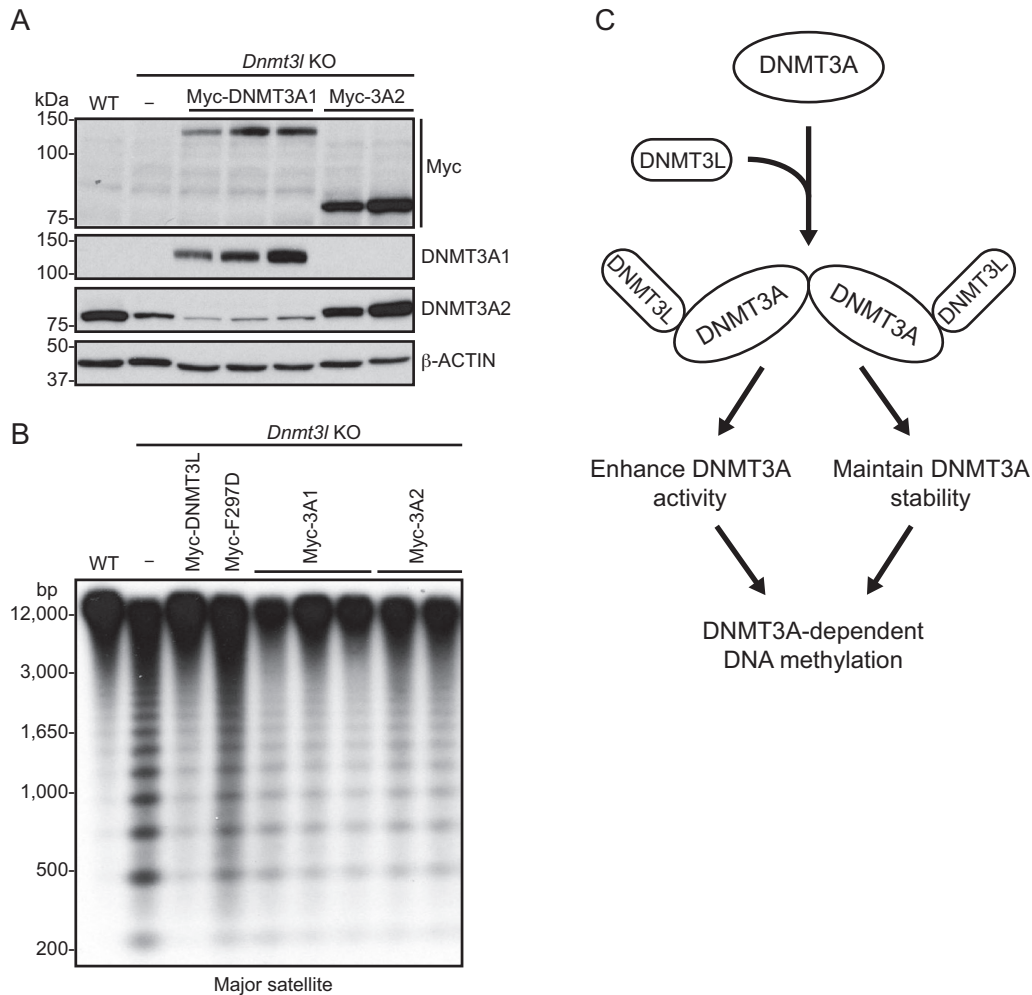 A
Dnmt3l KO
kDa WT – Myc-DNMT3A1 Myc-3A2
150
100
75
Myc
150
100
DNMT3A1
75
DNMT3A2
50
37
β-ACTIN
B
Dnmt3l KO
WT – Myc-DNMT3L Myc-F297D Myc-3A1 Myc-3A2
bp
12,000
3,000
1,650
1,000
500
200
Major satellite
C
DNMT3A
DNMT3L
DNMT3L DNMT3A DNMT3A DNMT3L
Enhance DNMT3A
activity
Maintain DNMT3A
stability
DNMT3A-dependent
DNA methylation